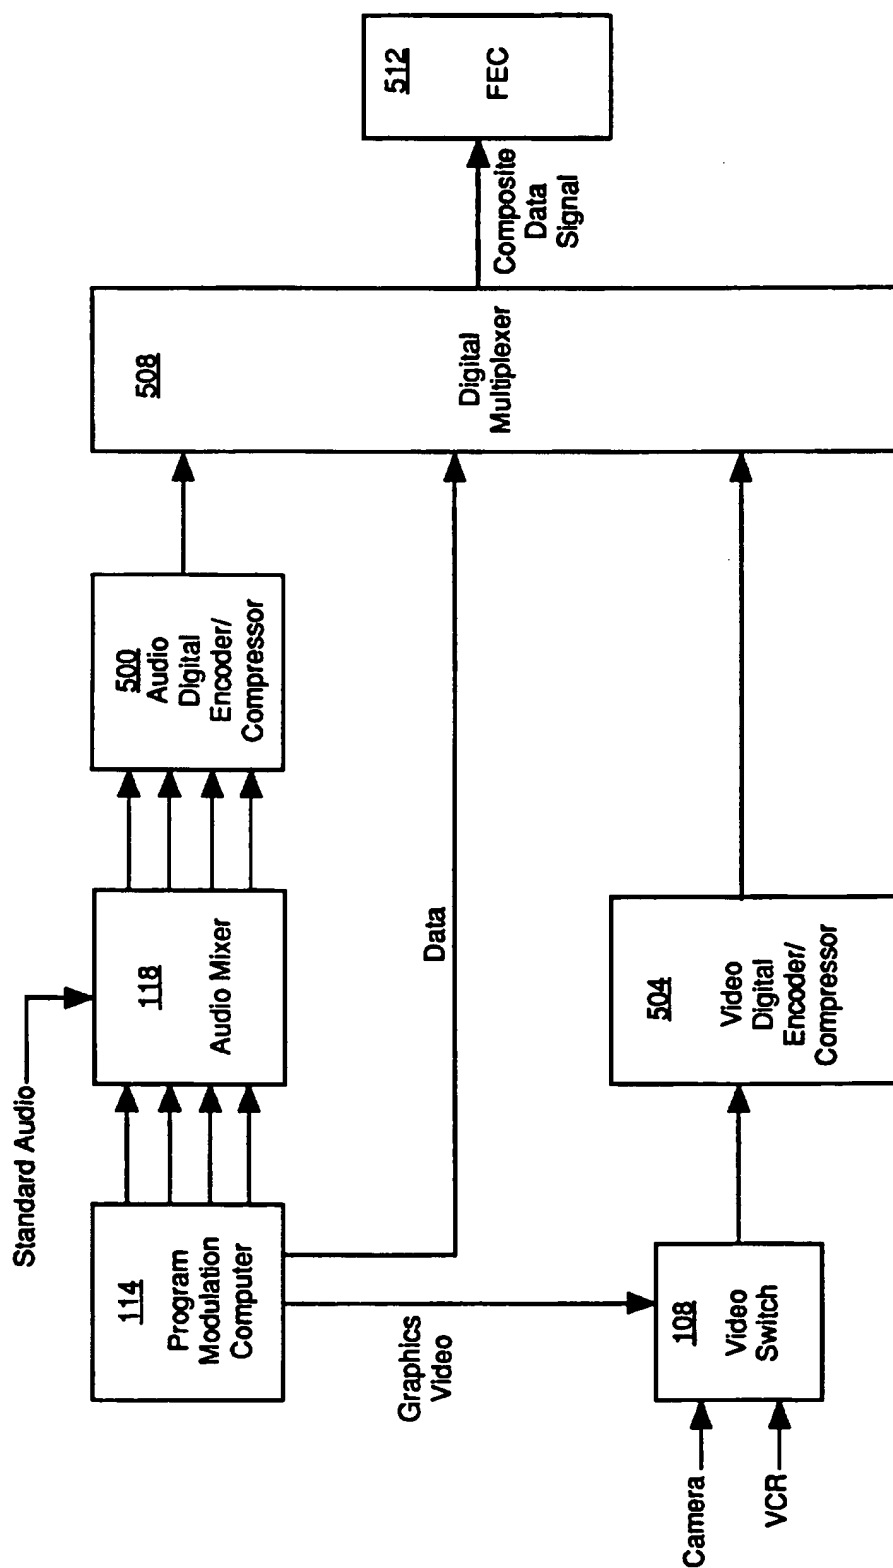 Standard Audio
114
Program
Modulation
Computer
118
Audio Mixer
500
Audio
Digital
Encoder/
Compressor
508
Digital
Multiplexer
Composite
Data
Signal
512
FEC
Data
Graphics
Video
Camera
VCR
108
Video
Switch
504
Video
Digital
Encoder/
Compressor